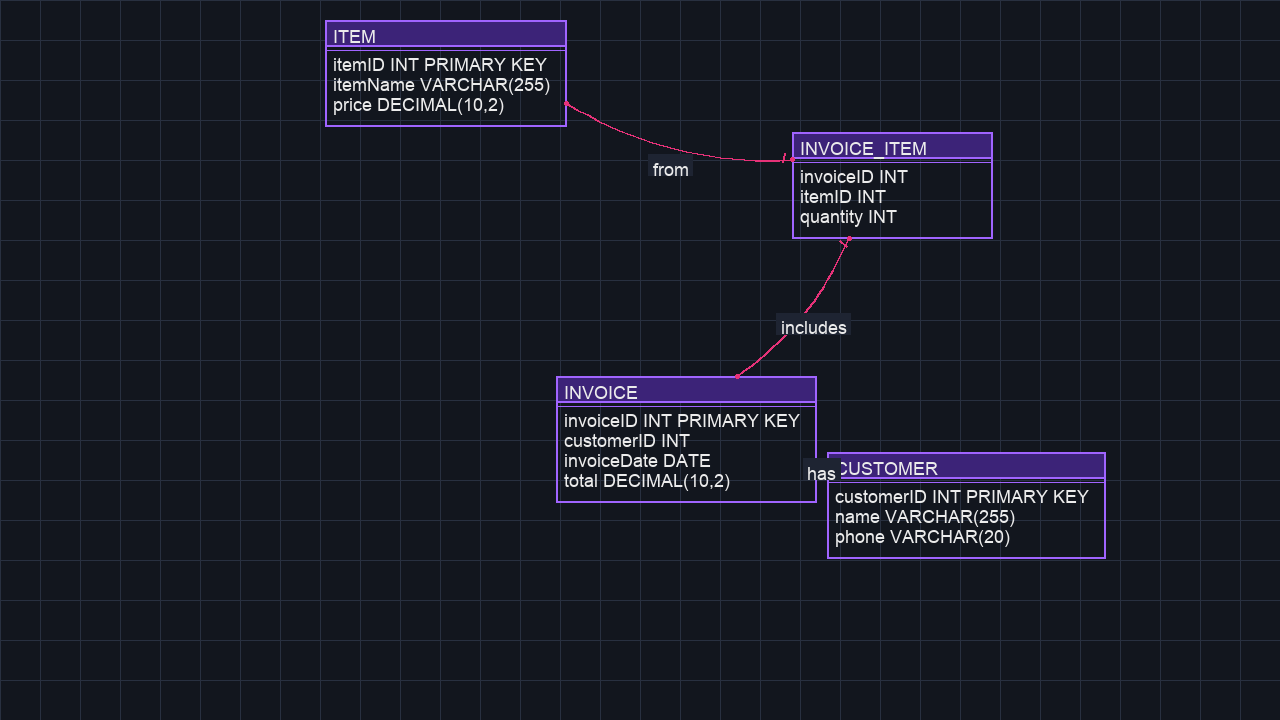 ITEM
itemID INT PRIMARY KEY
itemName VARCHAR(255)
price DECIMAL(10,2)
from
INVOICE_ITEM
invoiceID INT
itemID INT
quantity INT
includes
INVOICE
invoiceID INT PRIMARY KEY
customerID INT
invoiceDate DATE
total DECIMAL(10,2)
has
CUSTOMER
customerID INT PRIMARY KEY
name VARCHAR(255)
phone VARCHAR(20)